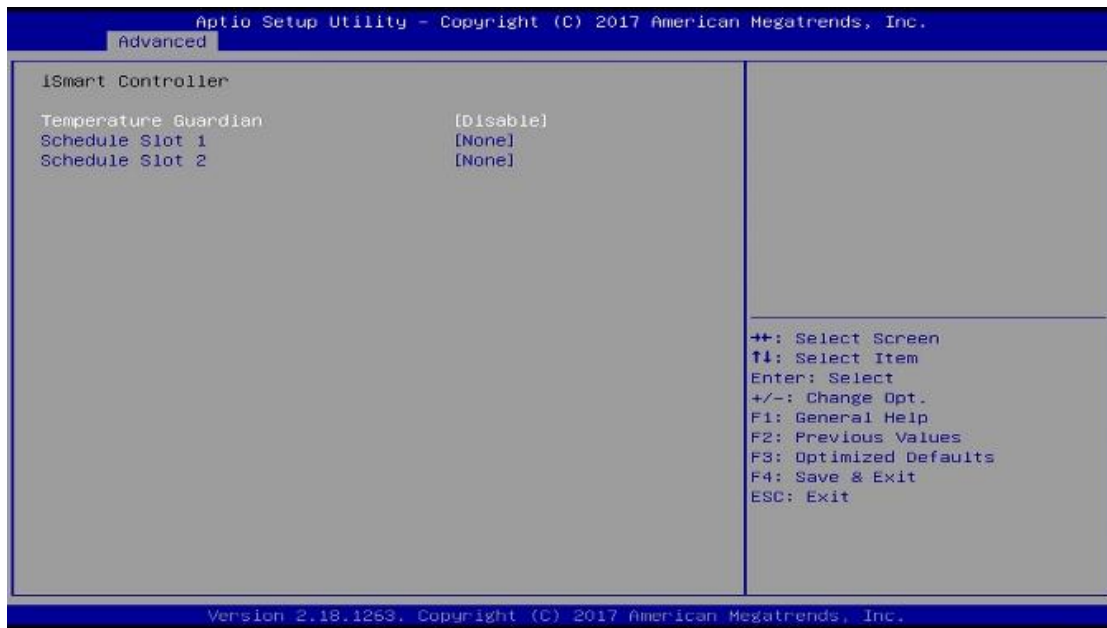 Aptio Setup Utility - Copyright (C) 2017 American Megatrends, Inc.
Advanced
iSmart Controller
Temperature Guardian [Disable]
Schedule Slot 1 [None]
Schedule Slot 2 [None]
→←: Select Screen
↑↓: Select Item
Enter: Select
+/-: Change Opt.
F1: General Help
F2: Previous Values
F3: Optimized Defaults
F4: Save & Exit
ESC: Exit
Version 2.18.1263. Copyright (C) 2017 American Megatrends, Inc.